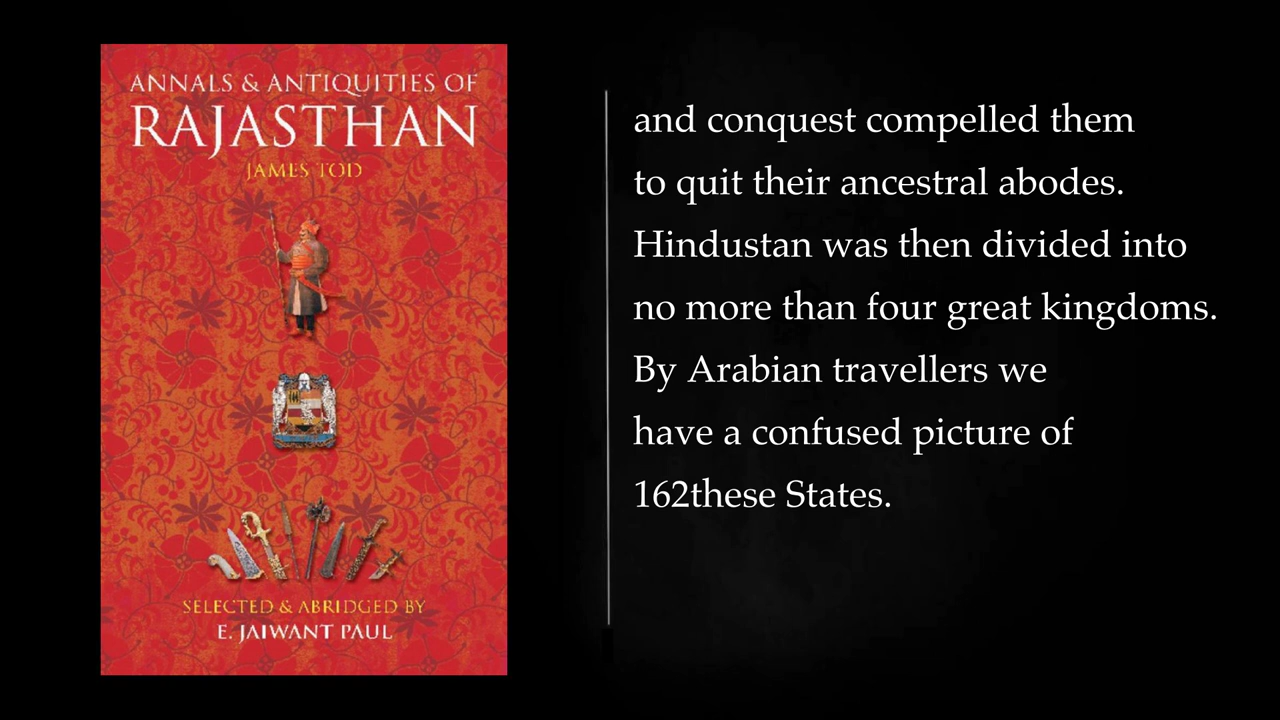 ANNALS & ANTIQUITIES OF
RAJASTHAN
JAMES TOD
SELECTED & ABRIDGED BY
E. JAIWANT PAUL
and conquest compelled them
to quit their ancestral abodes.
Hindustan was then divided into
no more than four great kingdoms.
By Arabian travellers we
have a confused picture of
162these States.